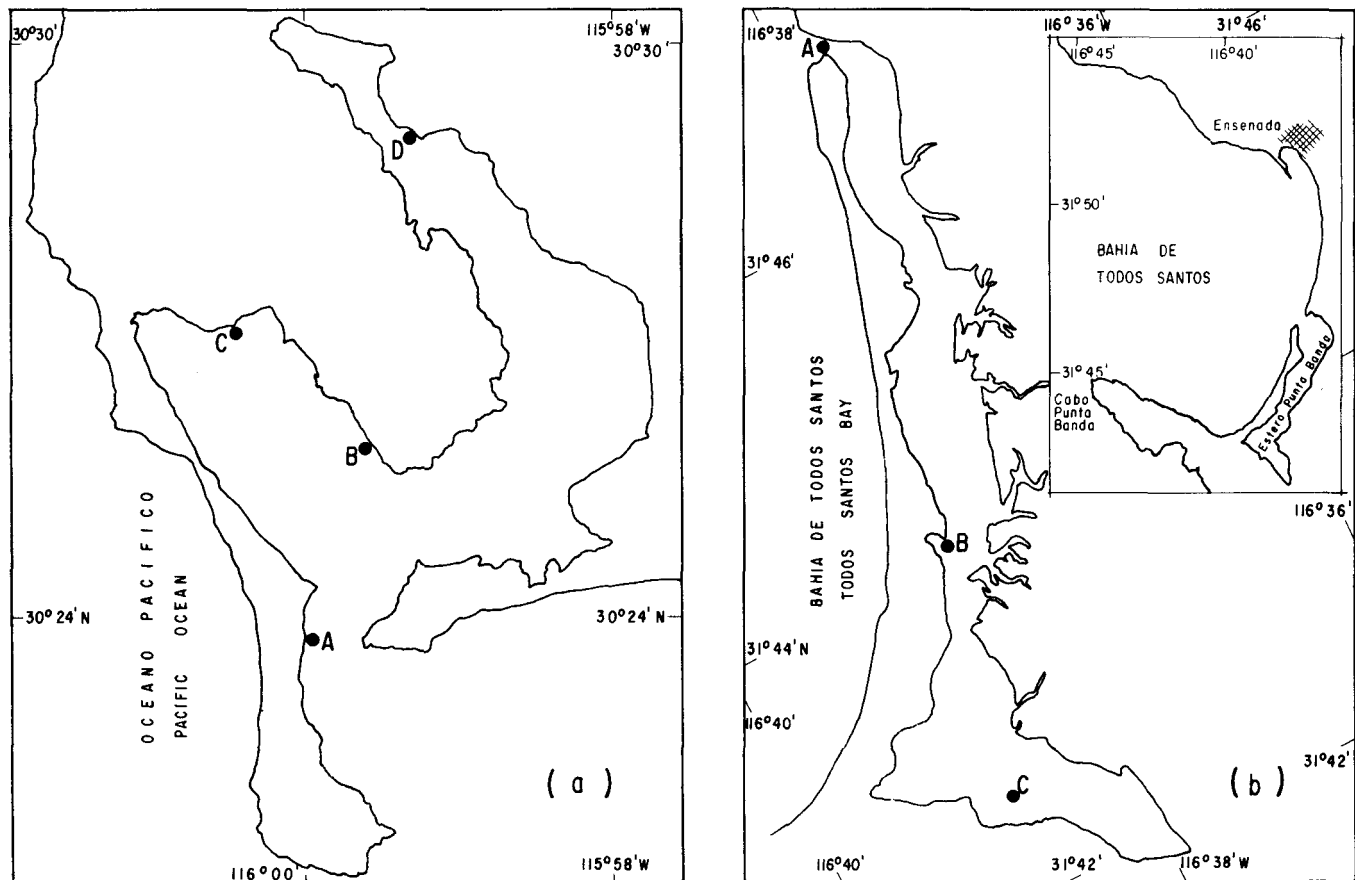 30°30'
115°58'W
30°30'
D
C
B
OCEANO PACIFICO
PACIFIC OCEAN
30°24'N
30°24'N
A
(a)
116°00'
115°58'W
116°38'
A
31°46'
BAHIA DE TODOS SANTOS
TODOS SANTOS BAY
B
31°44'N
116°40'
C
(b)
31°42'
116°40'
31°42'
116°38'W
116°36'W
31°46'
116°45'
116°40'
Ensenada
31°50'
BAHIA DE
TODOS SANTOS
31°45'
Cabo
Punta
Banda
Estero Punta Banda
116°36'